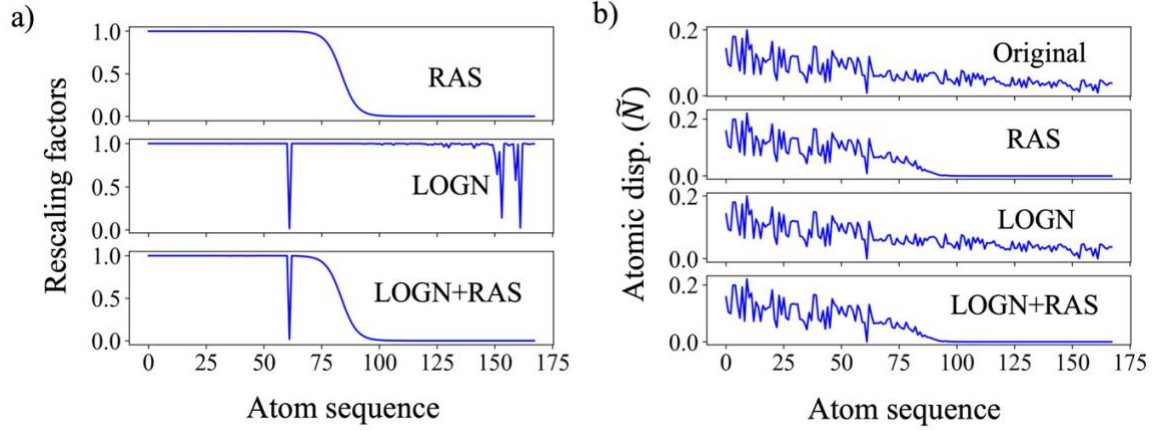 a)
Rescaling factors
1.0
0.5
0.0
RAS
1.0
0.5
0.0
LOGN
1.0
0.5
0.0
LOGN+RAS
0 25 50 75 100 125 150 175
Atom sequence
b)
Atomic disp. (Ñ)
0.2
0.0
Original
0.2
0.0
RAS
0.2
0.0
LOGN
0.2
0.0
LOGN+RAS
0 25 50 75 100 125 150 175
Atom sequence